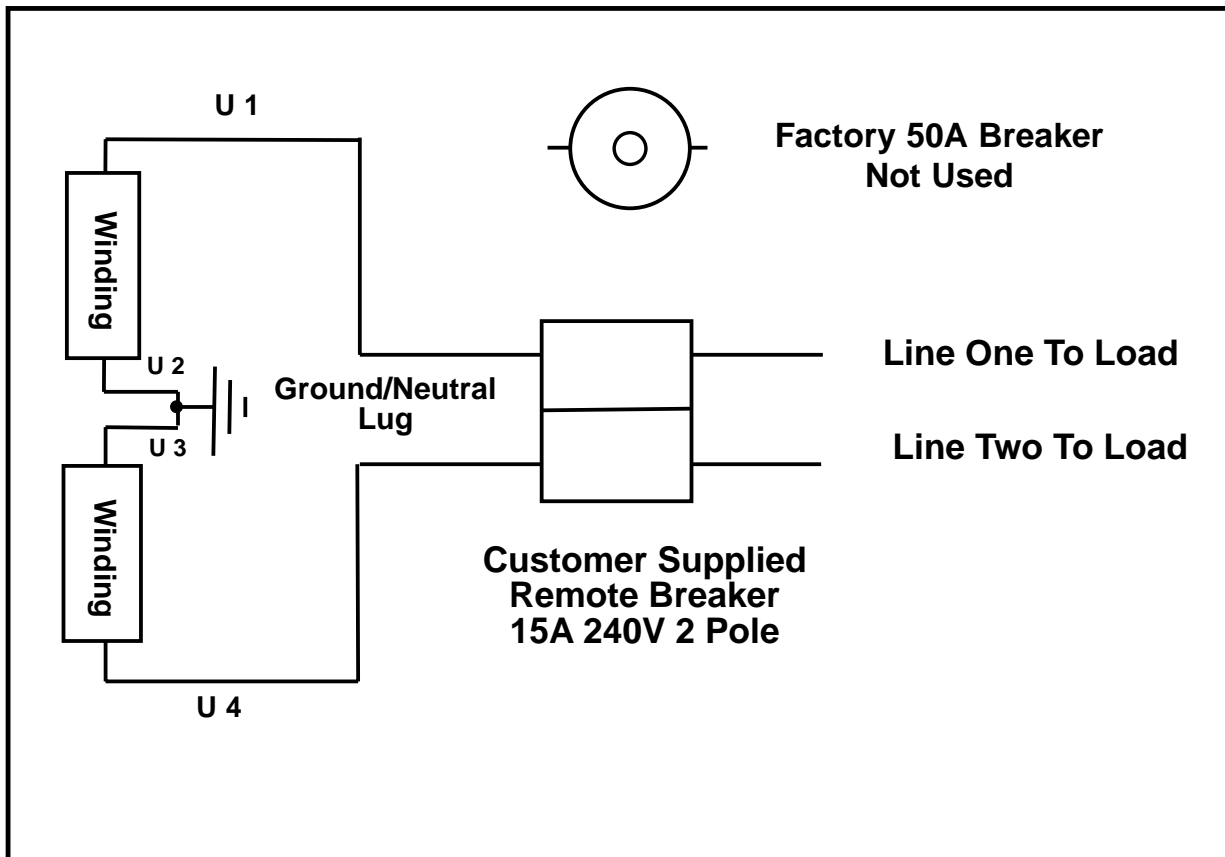 U 1
Factory 50A Breaker
Not Used
Winding
U 2
Ground/Neutral
Lug
U 3
Line One To Load
Line Two To Load
Winding
Customer Supplied
Remote Breaker
15A 240V 2 Pole
U 4